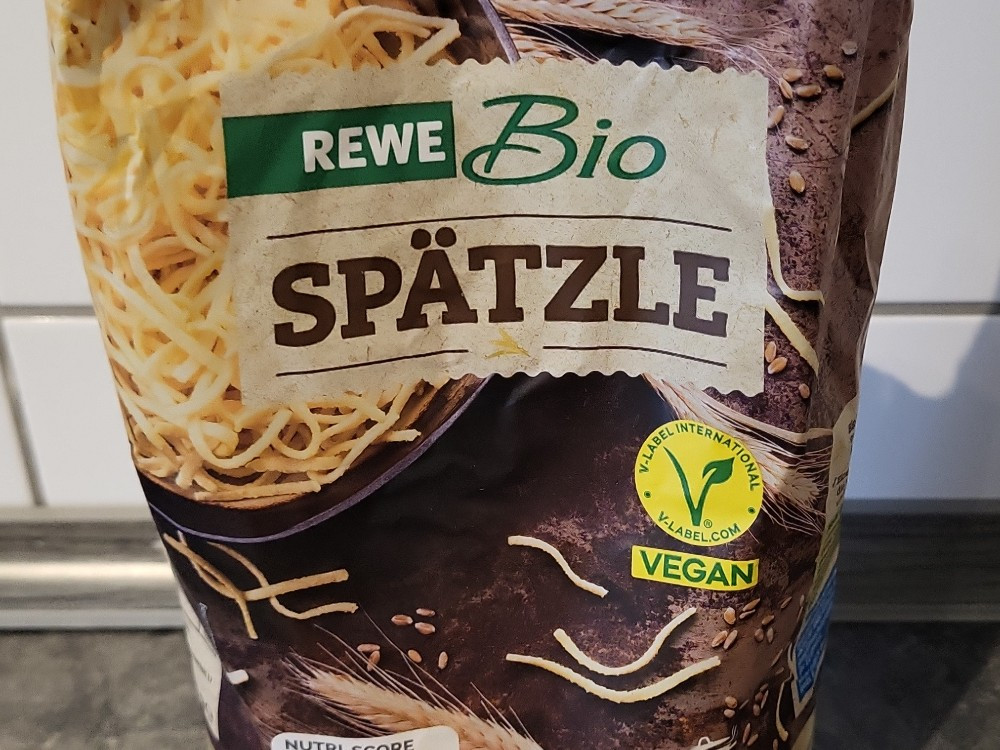 REWE Bio
SPÄTZLE
V-LABEL INTERNATIONAL
®
V-LABEL.COM
VEGAN
NUTRI-SCORE